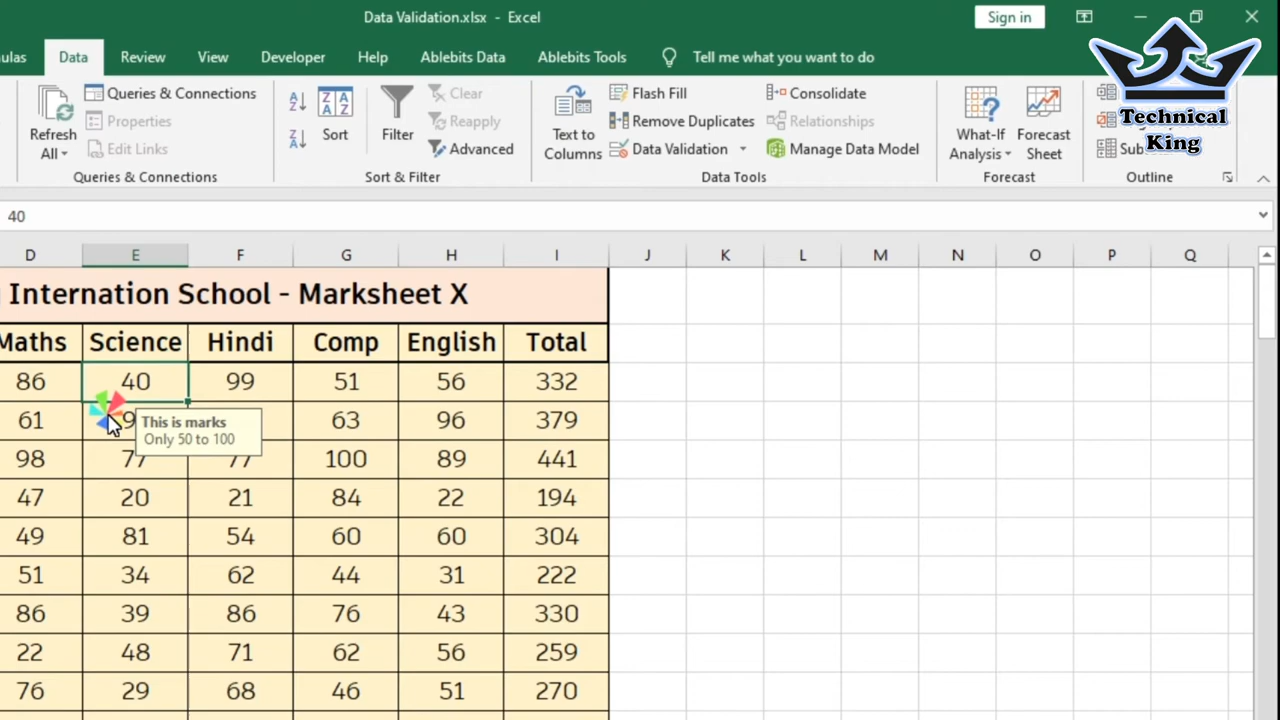 Data Validation.xlsx - Excel
Sign in
ulas Data Review View Developer Help Ablebits Data Ablebits Tools Tell me what you want to do
Refresh All
Queries & Connections
Properties
Edit Links
Queries & Connections
Sort
Filter
Clear
Reapply
Advanced
Sort & Filter
Text to Columns
Flash Fill
Remove Duplicates
Data Validation
Consolidate
Relationships
Manage Data Model
Data Tools
What-If Analysis
Forecast Sheet
Forecast
Sub
Outline
Technical
King
40
D E F G H I J K L M N O P Q
Internation School - Marksheet X
Maths Science Hindi Comp English Total
86 40 99 51 56 332
61 9 63 96 379
This is marks
Only 50 to 100
98 77 77 100 89 441
47 20 21 84 22 194
49 81 54 60 60 304
51 34 62 44 31 222
86 39 86 76 43 330
22 48 71 62 56 259
76 29 68 46 51 270